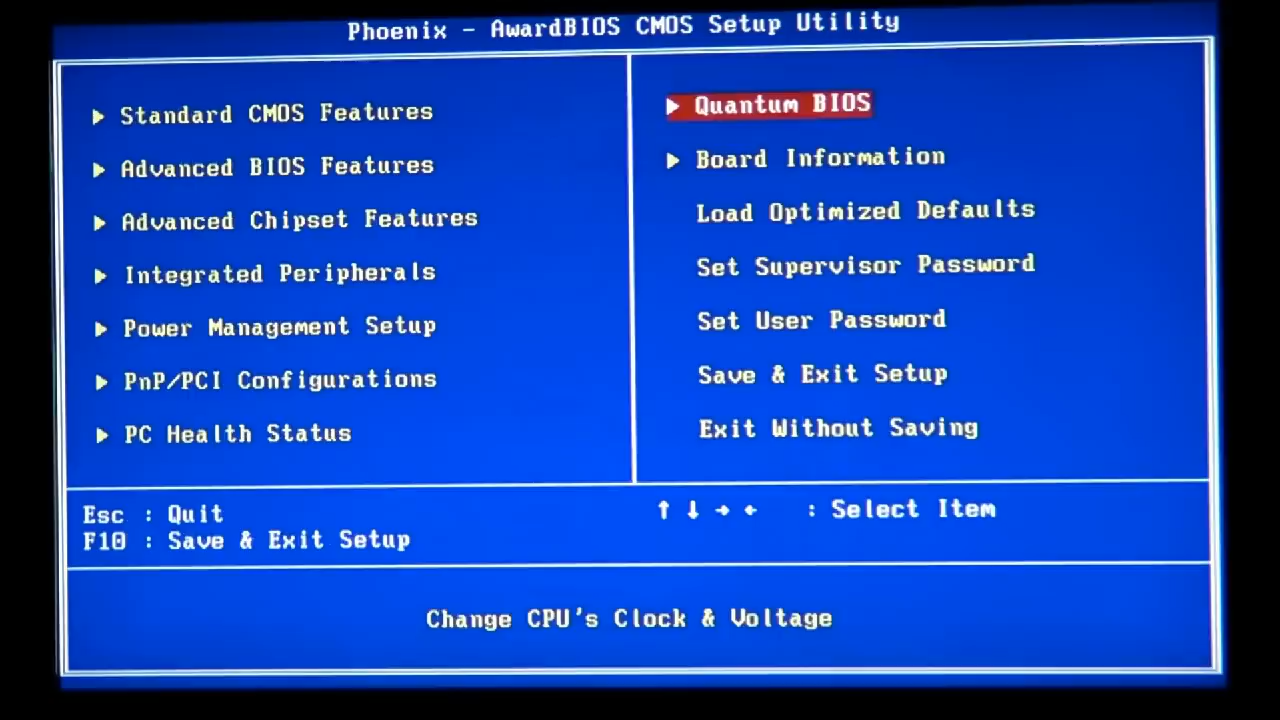 Phoenix - AwardBIOS CMOS Setup Utility
▶ Standard CMOS Features
▶ Advanced BIOS Features
▶ Advanced Chipset Features
▶ Integrated Peripherals
▶ Power Management Setup
▶ PnP/PCI Configurations
▶ PC Health Status
▶ Quantum BIOS
▶ Board Information
Load Optimized Defaults
Set Supervisor Password
Set User Password
Save & Exit Setup
Exit Without Saving
Esc : Quit
F10 : Save & Exit Setup
↑ ↓ → ← : Select Item
Change CPU's Clock & Voltage